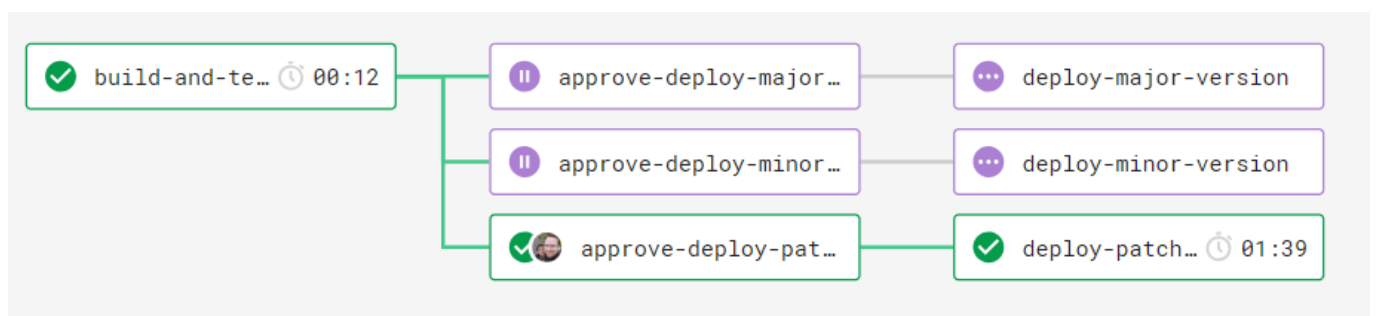 build-and-te… 00:12
approve-deploy-major…
deploy-major-version
approve-deploy-minor…
deploy-minor-version
approve-deploy-pat…
deploy-patch… 01:39